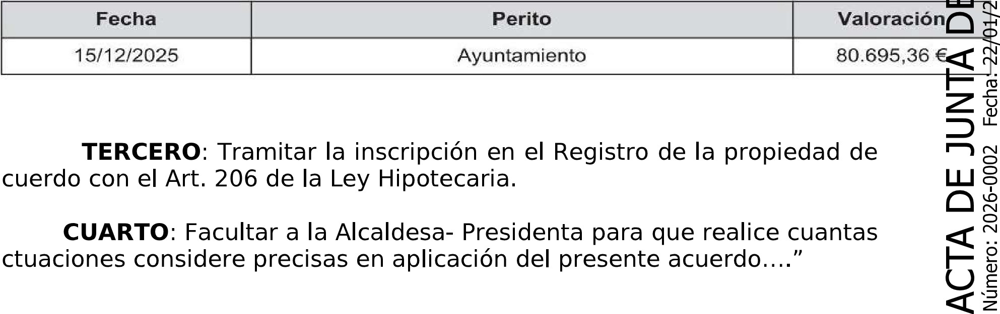 Fecha Perito Valoración
15/12/2025 Ayuntamiento 80.695,36 €
TERCERO: Tramitar la inscripción en el Registro de la propiedad de
cuerdo con el Art. 206 de la Ley Hipotecaria.
CUARTO: Facultar a la Alcaldesa- Presidenta para que realice cuantas
ctuaciones considere precisas en aplicación del presente acuerdo....”
ACTA DE JUNTA DE
Número: 2026-0002 Fecha: 22/01/2